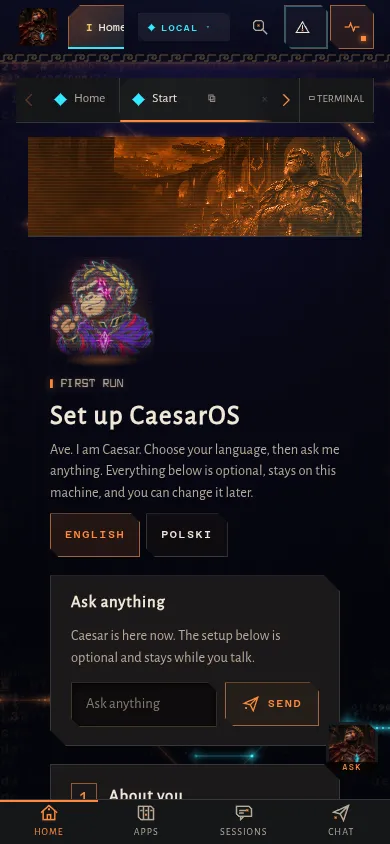 I Home
LOCAL
Home
Start
TERMINAL
FIRST RUN
Set up CaesarOS
Ave. I am Caesar. Choose your language, then ask me
anything. Everything below is optional, stays on this
machine, and you can change it later.
ENGLISH
POLSKI
Ask anything
Caesar is here now. The setup below is
optional and stays while you talk.
Ask anything
SEND
ASK
1 About you
HOME
APPS
SESSIONS
CHAT